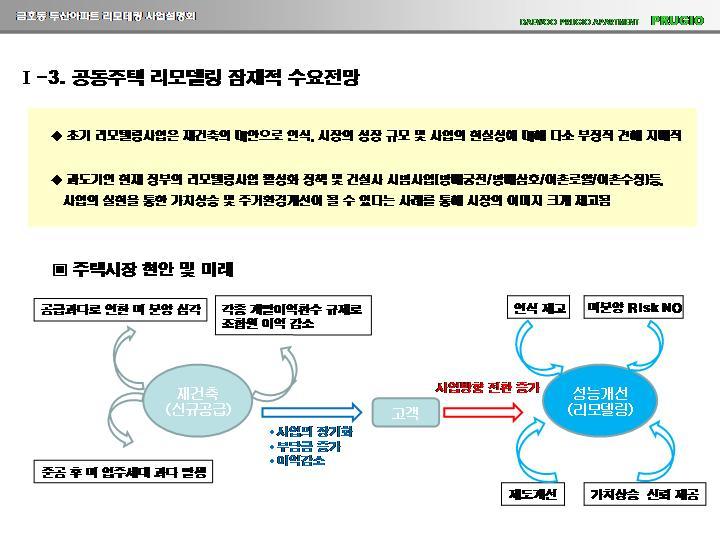 금호동 두산아파트 리모데링 사업설명회
DAEWOO PRUGIO APARTMENT PRUGIO
Ⅰ-3. 공동주택 리모델링 잠재적 수요전망
◆ 초기 리모델링사업은 재건축의 대안으로 인식, 시장의 성장 규모 및 사업의 현실성에 대해 다소 부정적 견해 지배적
◆ 과도기인 현재 정부의 리모델링사업 활성화 정책 및 건설사 시범사업(방배궁전/방배삼호/이촌로얄/이촌수정)등,
사업의 실현을 통한 가치상승 및 주거환경개선이 될 수 있다는 사례를 통해 시장의 이미지 크게 제고됨
▣ 주택시장 현안 및 미래
공급과다로 인한 미 분양 심각
각종 개발이익환수 규제로
조합원 이익 감소
인식 제고
미분양 Risk NO
재건축
(신규공급)
사업방향 전환 증가
고객
성능개선
(리모델링)
• 사업의 장기화
• 부담금 증가
• 이익감소
준공 후 미 입주세대 과다 발생
제도개선
가치상승 신뢰 제공